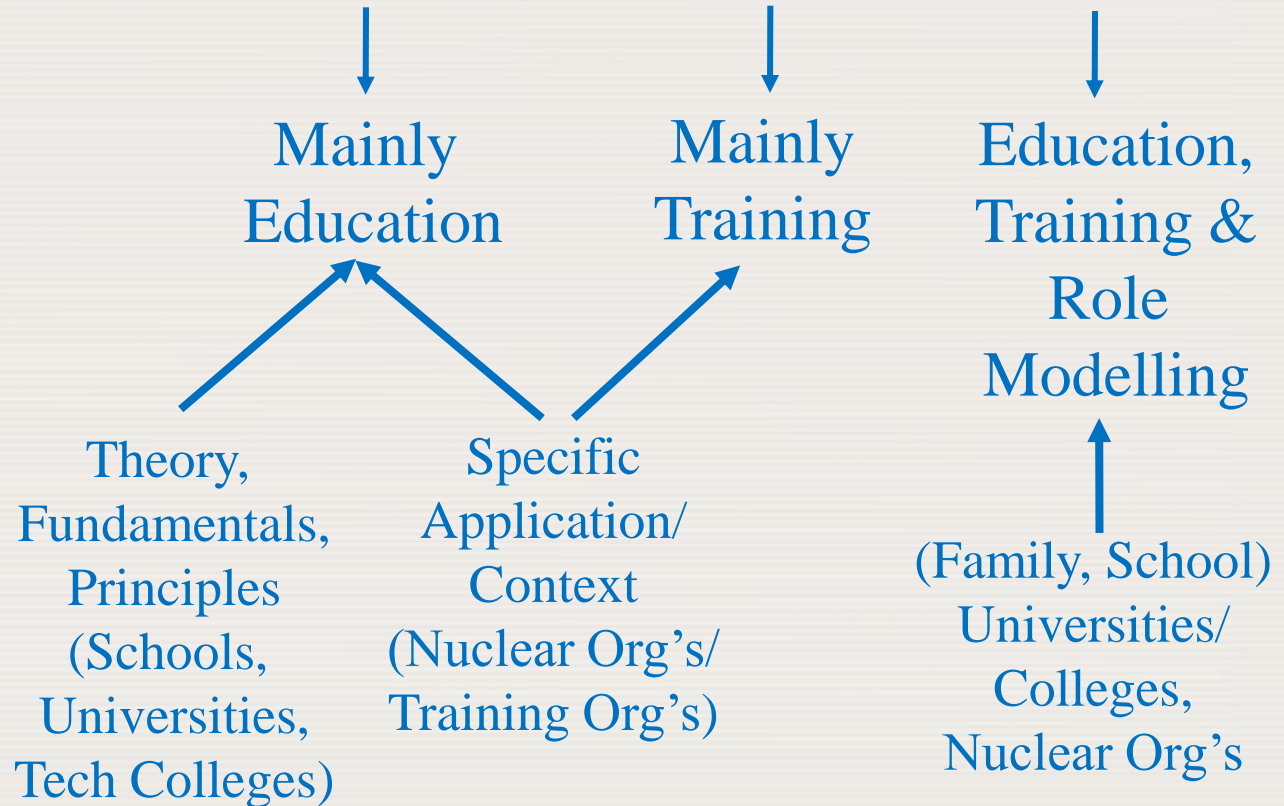 Mainly
Education
Mainly
Training
Education,
Training &
Role
Modelling
Theory,
Fundamentals,
Principles
(Schools,
Universities,
Tech Colleges)
Specific
Application/
Context
(Nuclear Org's/
Training Org's)
(Family, School)
Universities/
Colleges,
Nuclear Org's